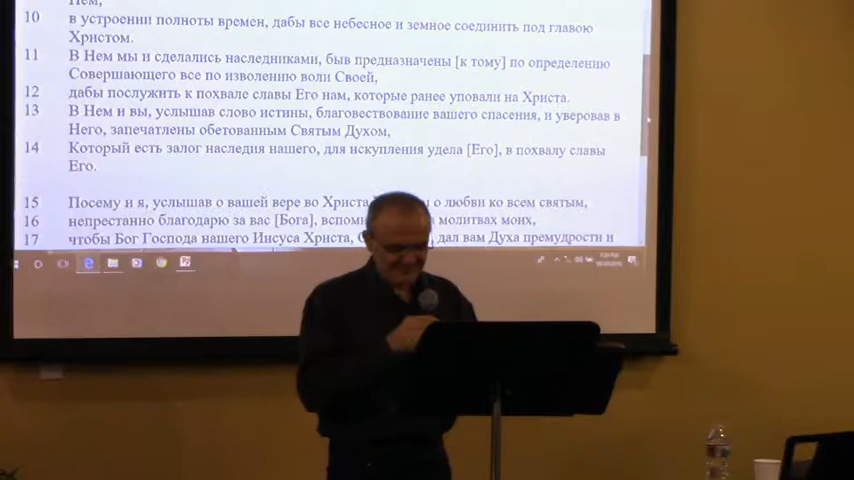 Нем,
10 в устроении полноты времен, дабы все небесное и земное соединить под главою
Христом.
11 В Нем мы и сделались наследниками, быв предназначены [к тому] по определению
Совершающего все по изволению воли Своей,
12 дабы послужить к похвале славы Его нам, которые ранее уповали на Христа.
13 В Нем и вы, услышав слово истины, благовествование вашего спасения, и уверовав в
Него, запечатлены обетованным Святым Духом,
14 Который есть залог наследия нашего, для искупления удела [Его], в похвалу славы
Его.
15 Посему и я, услышав о вашей вере во Христа о любви ко всем святым,
16 непрестанно благодарю за вас [Бога], молитвах моих,
17 чтобы Бог Господа нашего Иисуса Христа, дал вам Духа премудрости и